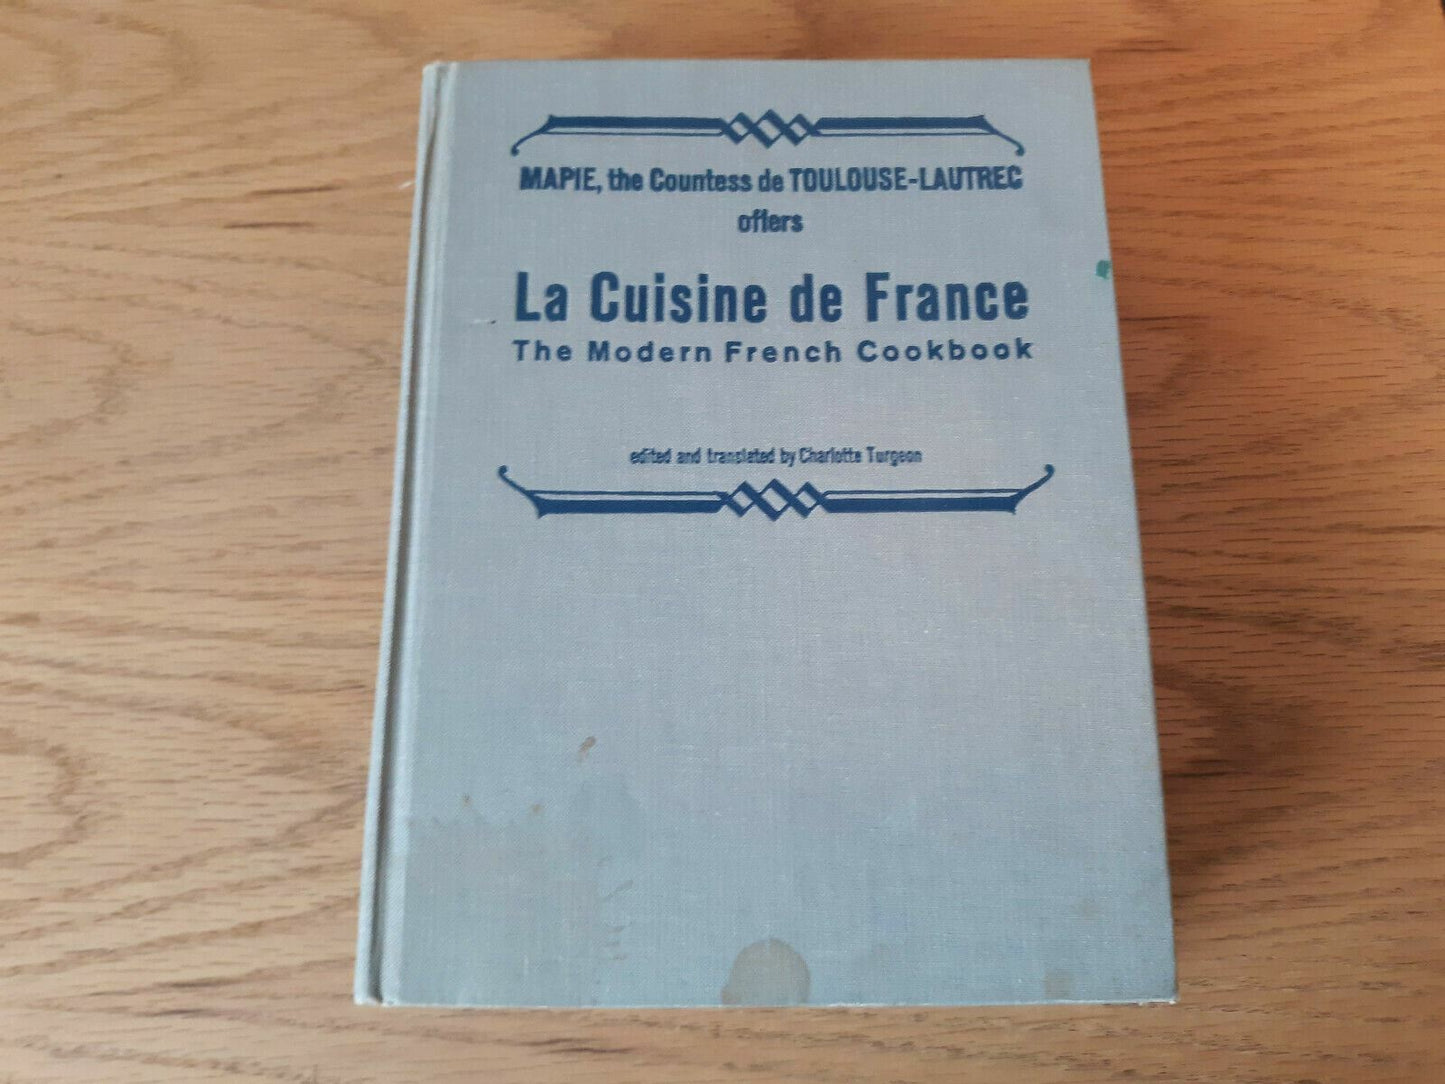 MAPIE, the Countess de TOULOUSE-LAUTREC
offers
La Cuisine de France
The Modern French Cookbook
edited and translated by Charlotte Turgeon